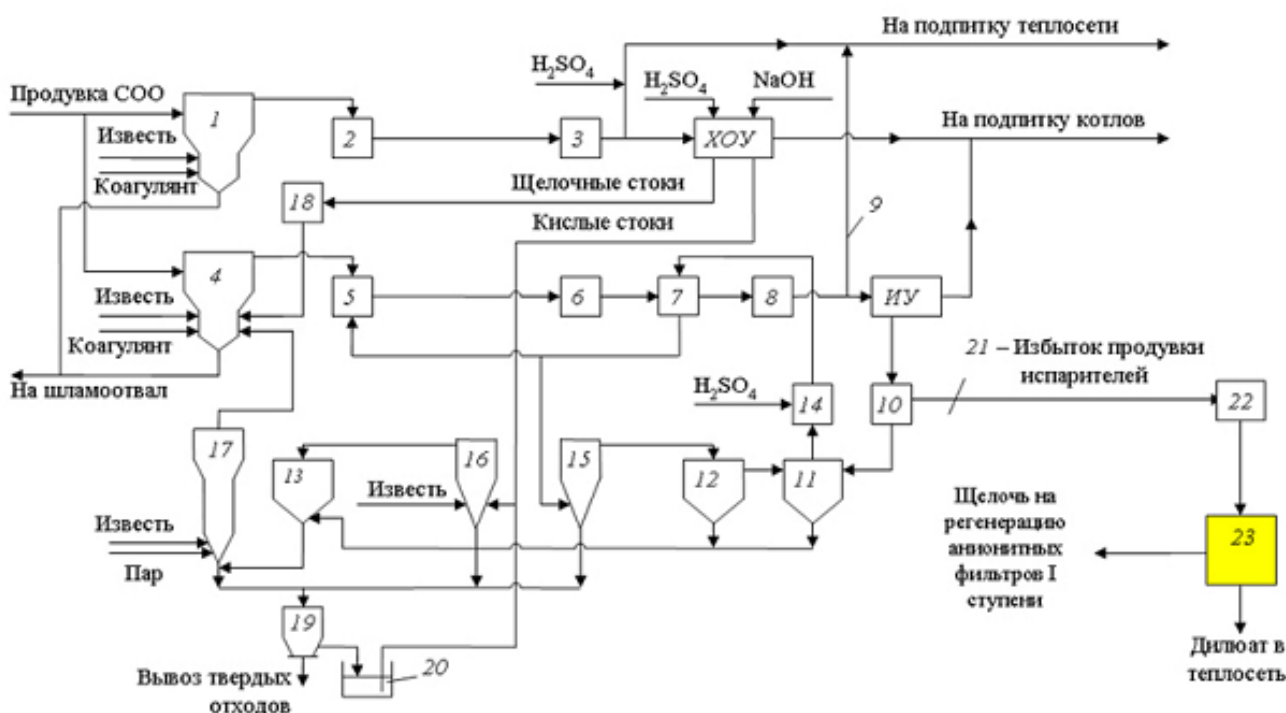 На подпитку теплосети
H₂SO₄
H₂SO₄
NaOH
Продувка СОО
1
Известь
Коагулянт
2
3
ХОУ
На подпитку котлов
Щелочные стоки
18
Кислые стоки
9
4
Известь
Коагулянт
5
6
7
8
ИУ
На шламоотвал
21 – Избыток продувки
испарителей
H₂SO₄
14
10
22
17
13
16
15
12
11
Известь
Известь
Пар
Щелочь на
регенерацию
анионитных
фильтров I
ступени
23
19
20
Вывоз твердых
отходов
Дилюат в
теплосеть